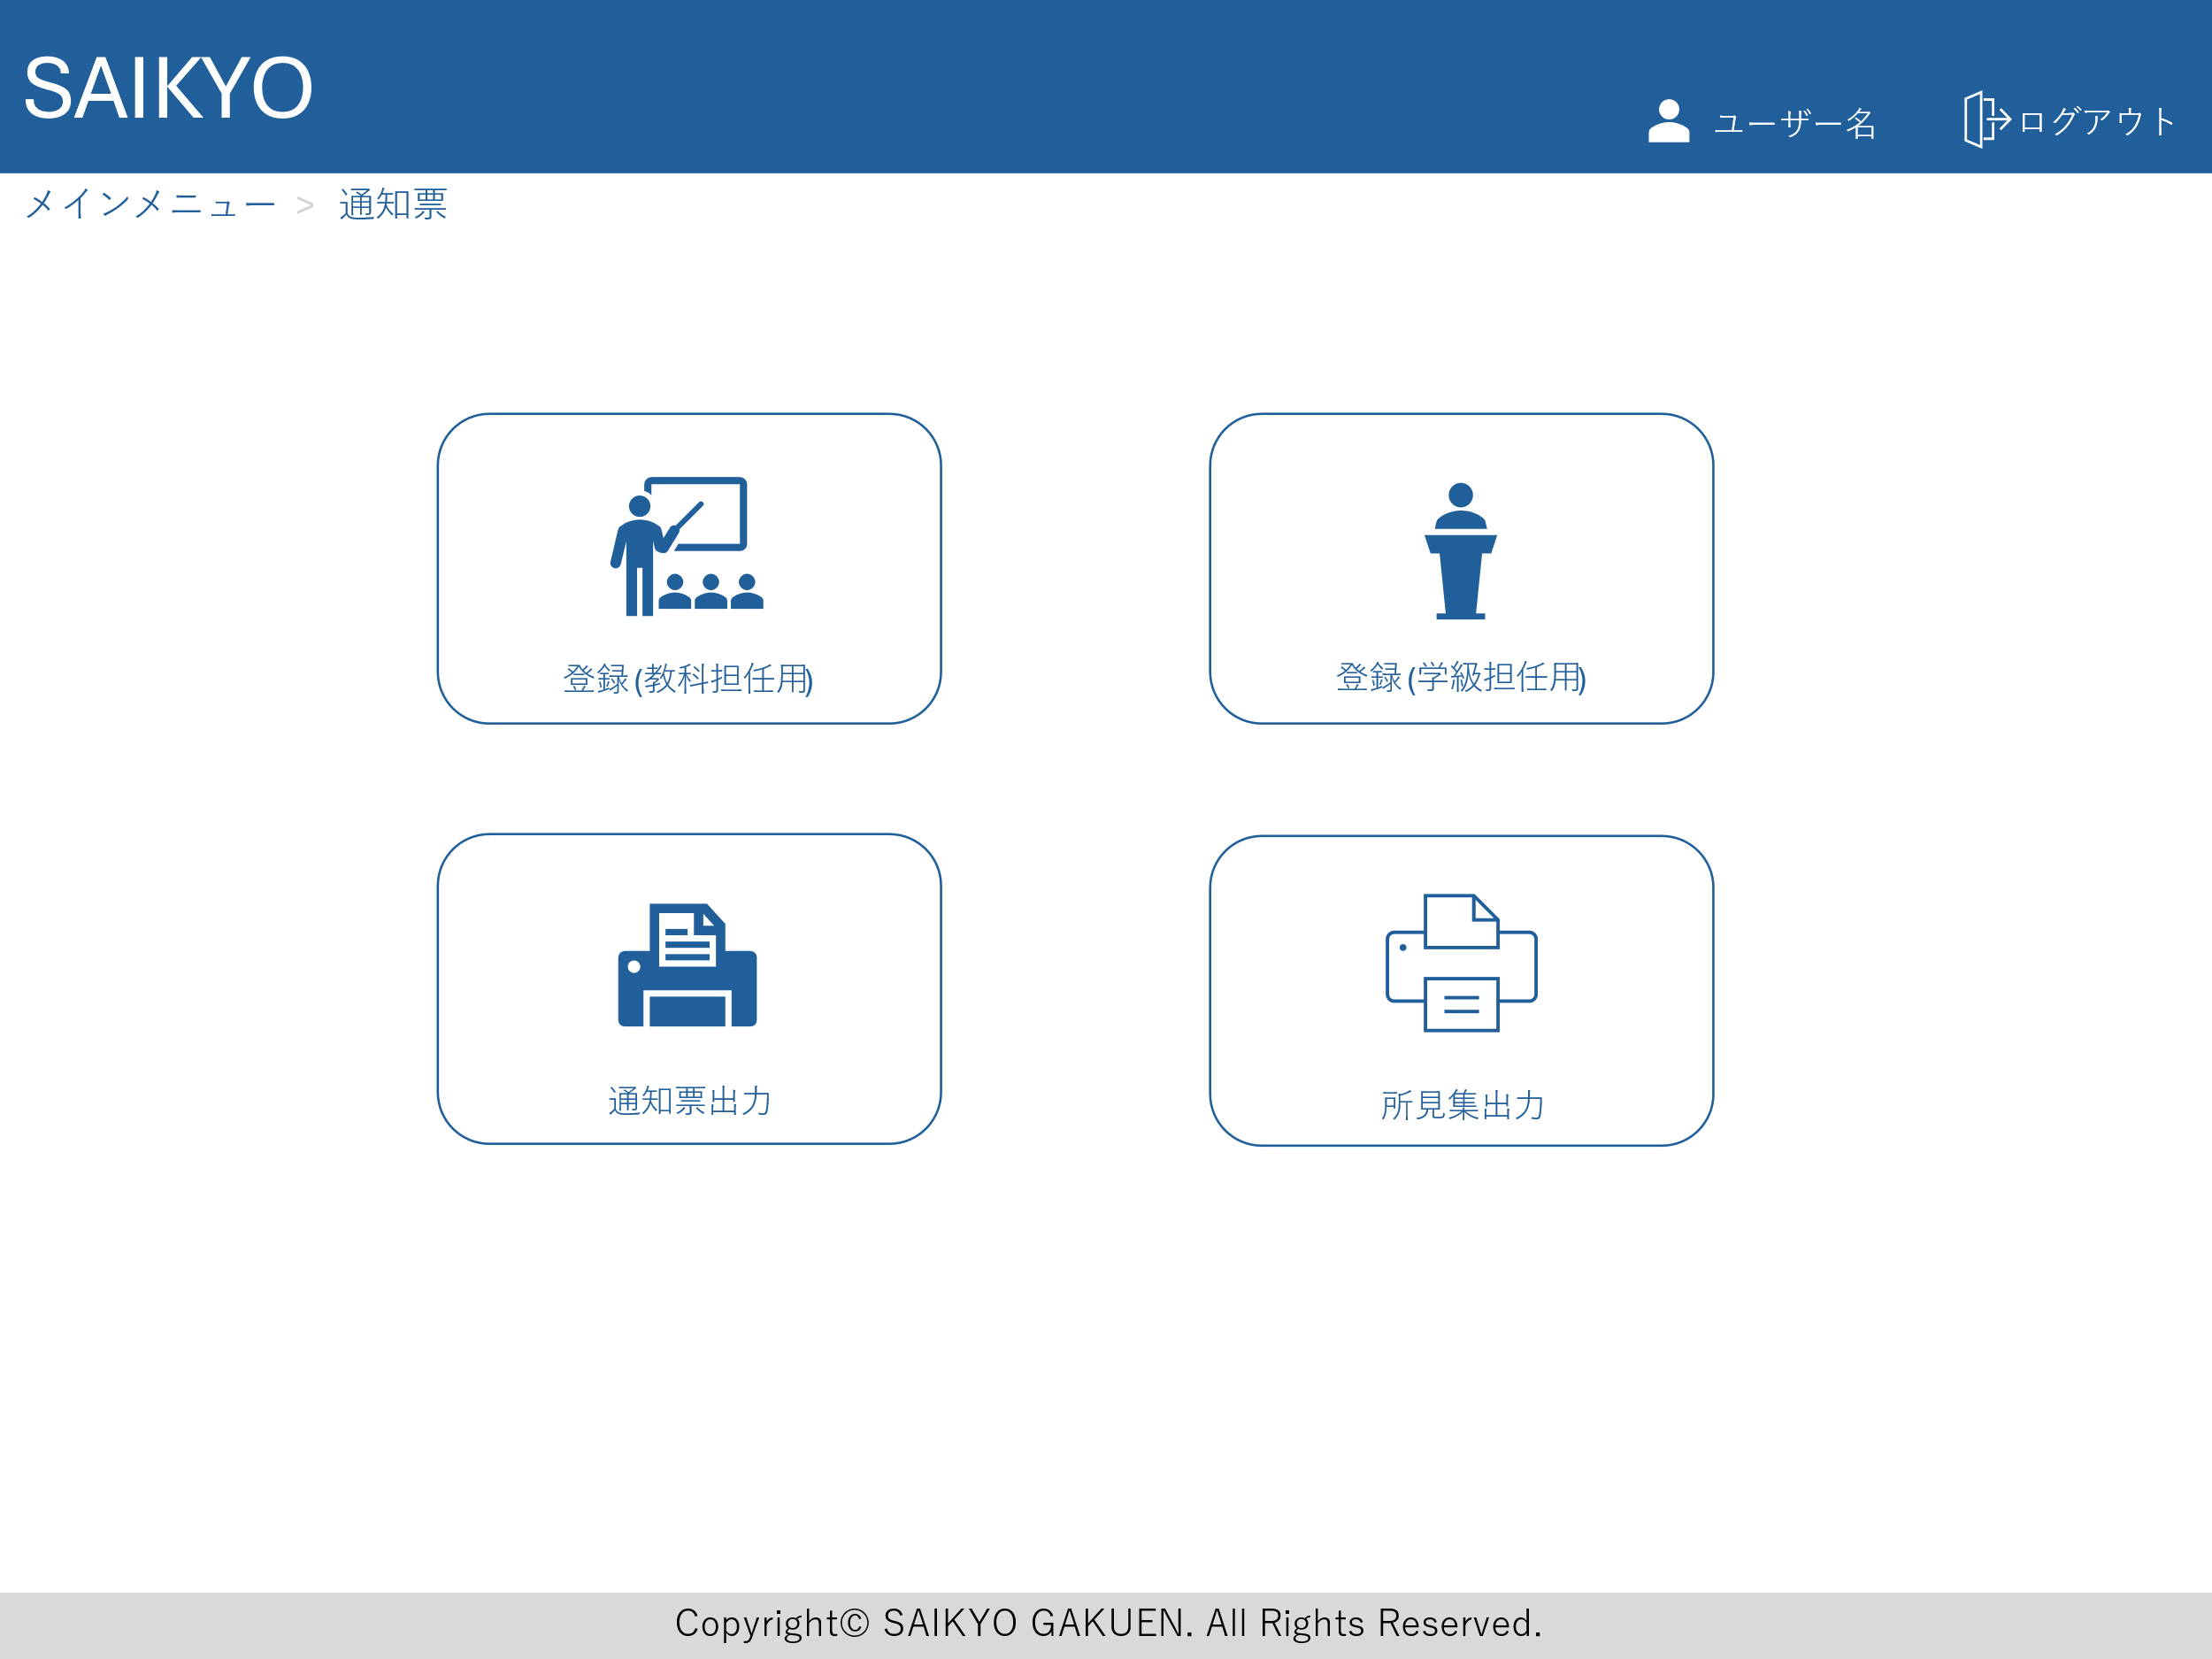 SAIKYO
ユーザー名
ログアウト
メインメニュー > 通知票
登録(教科担任用)
登録(学級担任用)
通知票出力
所見集出力
Copyright© SAIKYO GAKUEN. All Rights Reserved.